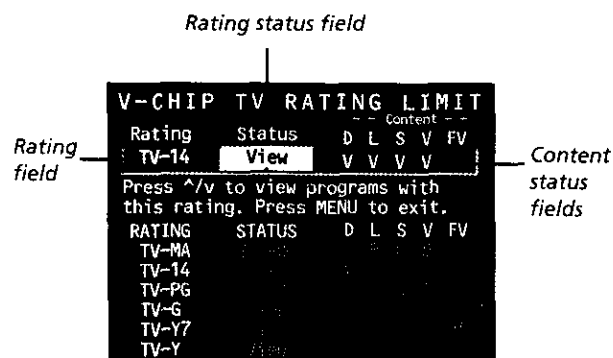 Rating status field
V-CHIP TV RATING LIMIT
-- Content --
Rating Status D L S V FV
TV-14 View V V V V
Rating field
Content status fields
Press ^/v to view programs with
this rating. Press MENU to exit.
RATING STATUS D L S V FV
TV-MA
TV-14
TV-PG
TV-G
TV-Y7
TV-Y View